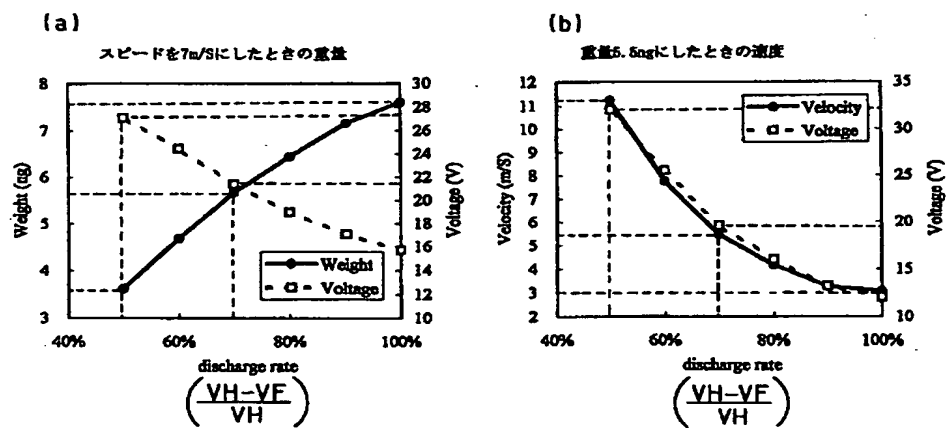 (a)
スピードを7m/Sにしたときの重量
8
7
6
5
4
3
Weight (ng)
30
28
26
24
22
20
18
16
14
12
10
Voltage (V)
Weight
Voltage
40%
60%
80%
100%
discharge rate
(VH-VF
VH)
(b)
重量5.5ngにしたときの速度
12
11
10
9
8
7
6
5
4
3
2
Velocity (m/S)
35
30
25
20
15
10
Voltage (V)
Velocity
Voltage
40%
60%
80%
100%
discharge rate
(VH-VF
VH)